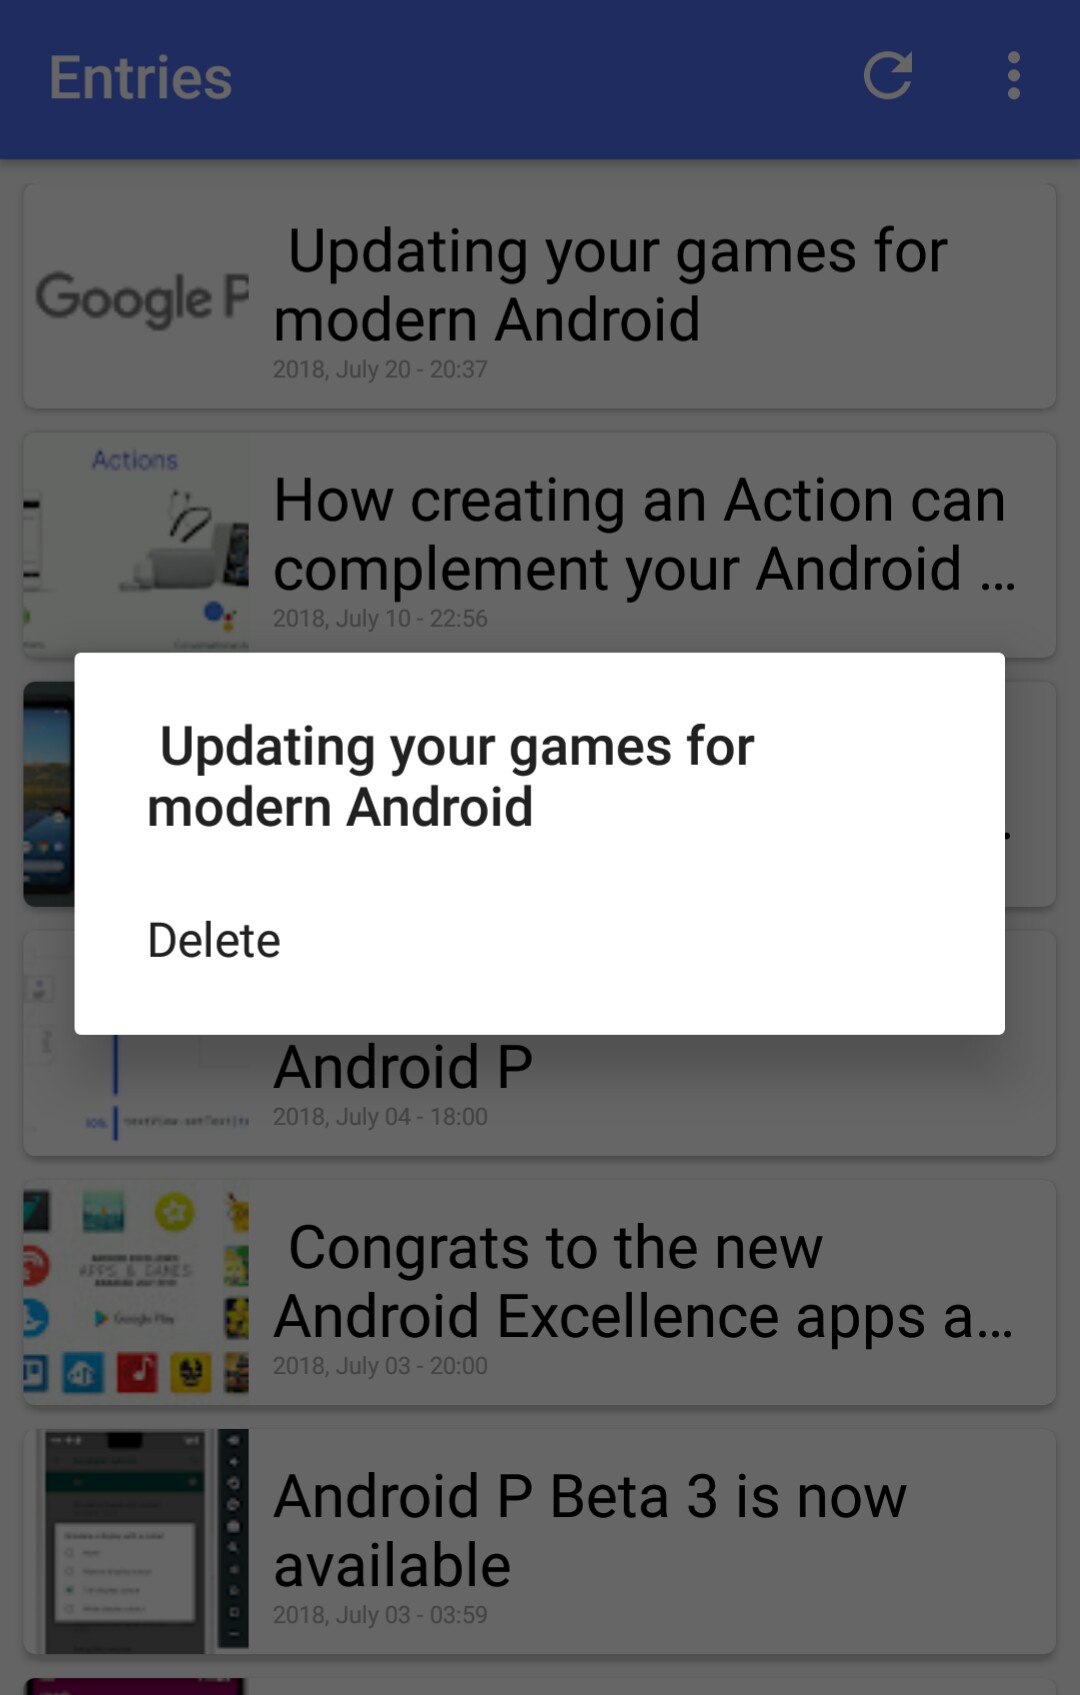 Entries
Google P
Updating your games for
modern Android
2018, July 20 - 20:37
Actions
How creating an Action can
complement your Android ...
2018, July 10 - 22:56
Updating your games for
modern Android
Delete
Android P
2018, July 04 - 18:00
10%
APPS & GAMES
Google Play
Congrats to the new
Android Excellence apps a...
2018, July 03 - 20:00
Android P Beta 3 is now
available
2018, July 03 - 03:59